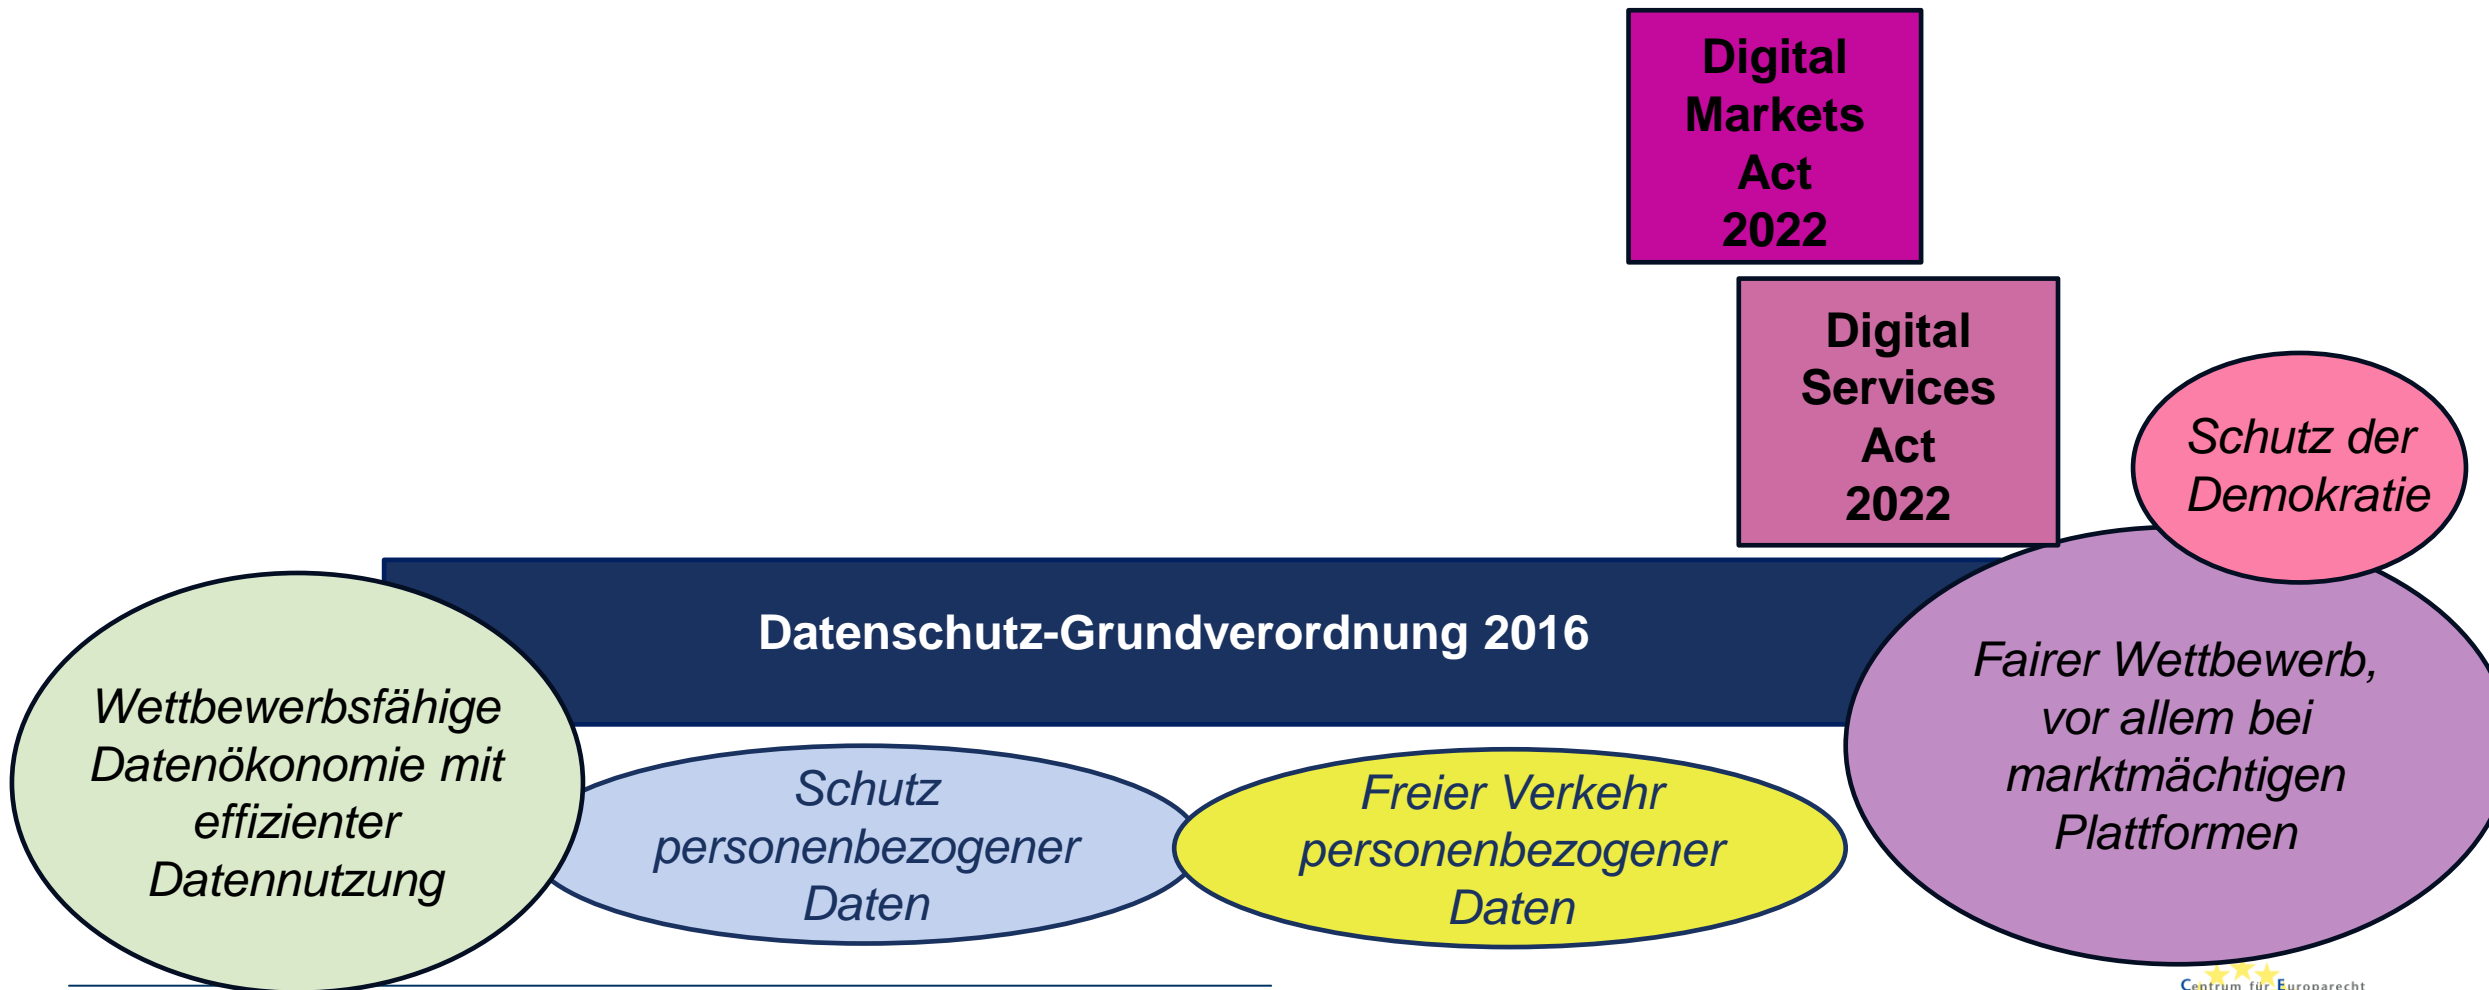 Digital
Markets
Act
2022
Digital
Services
Act
2022
Schutz der
Demokratie
Datenschutz-Grundverordnung 2016
Wettbewerbsfähige
Datenökonomie mit
effizienter
Datennutzung
Schutz
personenbezogener
Daten
Freier Verkehr
personenbezogener
Daten
Fairer Wettbewerb,
vor allem bei
marktmächtigen
Plattformen
Centrum für Europarecht